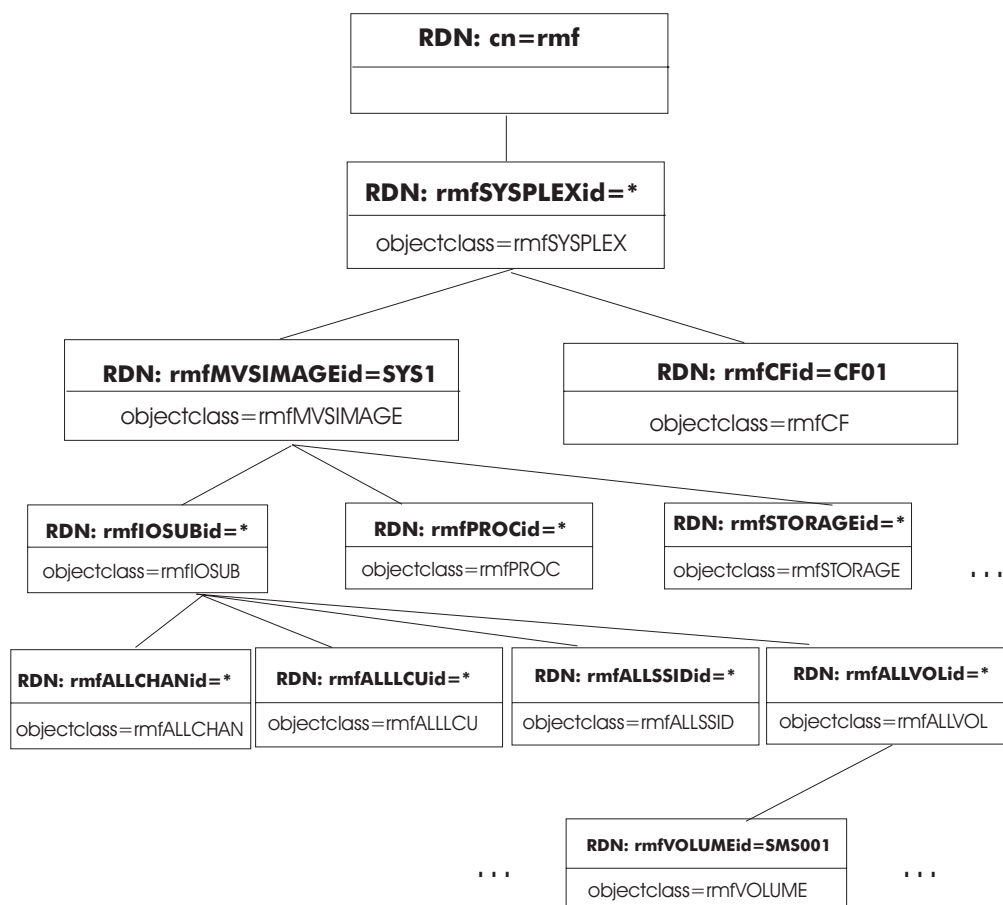 RDN: cn=rmf
RDN: rmfSYSPLEXid=*
objectclass=rmfSYSPLEX
RDN: rmfMVSIMAGEid=SYS1
objectclass=rmfMVSIMAGE
RDN: rmfCFid=CF01
objectclass=rmfCF
RDN: rmfIOSUBid=*
objectclass=rmfIOSUB
RDN: rmfPROCid=*
objectclass=rmfPROC
RDN: rmfSTORAGEid=*
objectclass=rmfSTORAGE
...
RDN: rmfALLCHANid=*
objectclass=rmfALLCHAN
RDN: rmfALLLCUid=*
objectclass=rmfALLLCU
RDN: rmfALLSSIDid=*
objectclass=rmfALLSSID
RDN: rmfALLVOLid=*
objectclass=rmfALLVOL
...
RDN: rmfVOLUMEid=SMS001
objectclass=rmfVOLUME
...